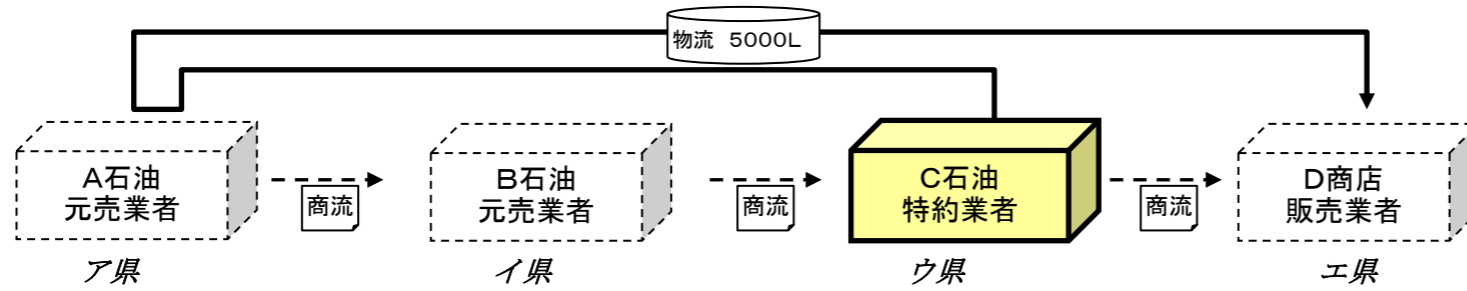 物流 5000L
A石油
元売業者
商流
B石油
元売業者
商流
C石油
特約業者
商流
D商店
販売業者
ア県
イ県
ウ県
エ県